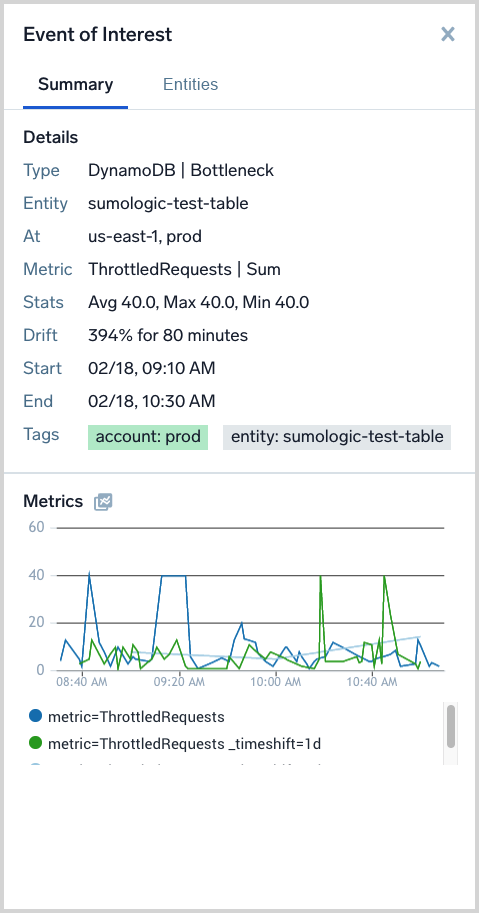 Event of Interest
Summary Entities
Details
Type DynamoDB | Bottleneck
Entity sumologic-test-table
At us-east-1, prod
Metric ThrottledRequests | Sum
Stats Avg 40.0, Max 40.0, Min 40.0
Drift 394% for 80 minutes
Start 02/18, 09:10 AM
End 02/18, 10:30 AM
Tags account: prod entity: sumologic-test-table
Metrics
60
40
20
0
08:40 AM 09:20 AM 10:00 AM 10:40 AM
metric=ThrottledRequests
metric=ThrottledRequests _timeshift=1d